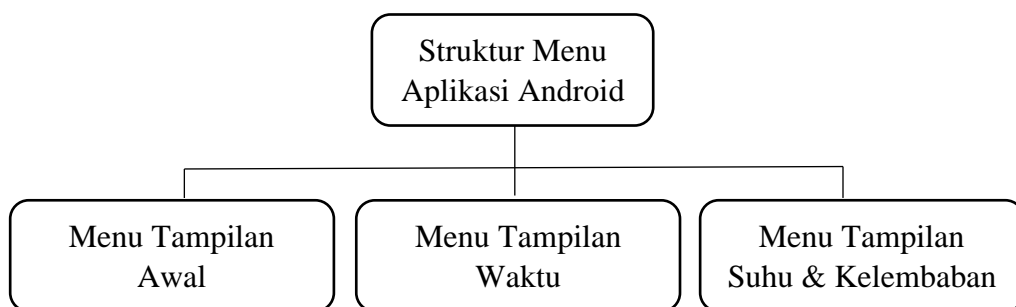 Struktur Menu
Aplikasi Android
Menu Tampilan
Awal
Menu Tampilan
Waktu
Menu Tampilan
Suhu & Kelembaban